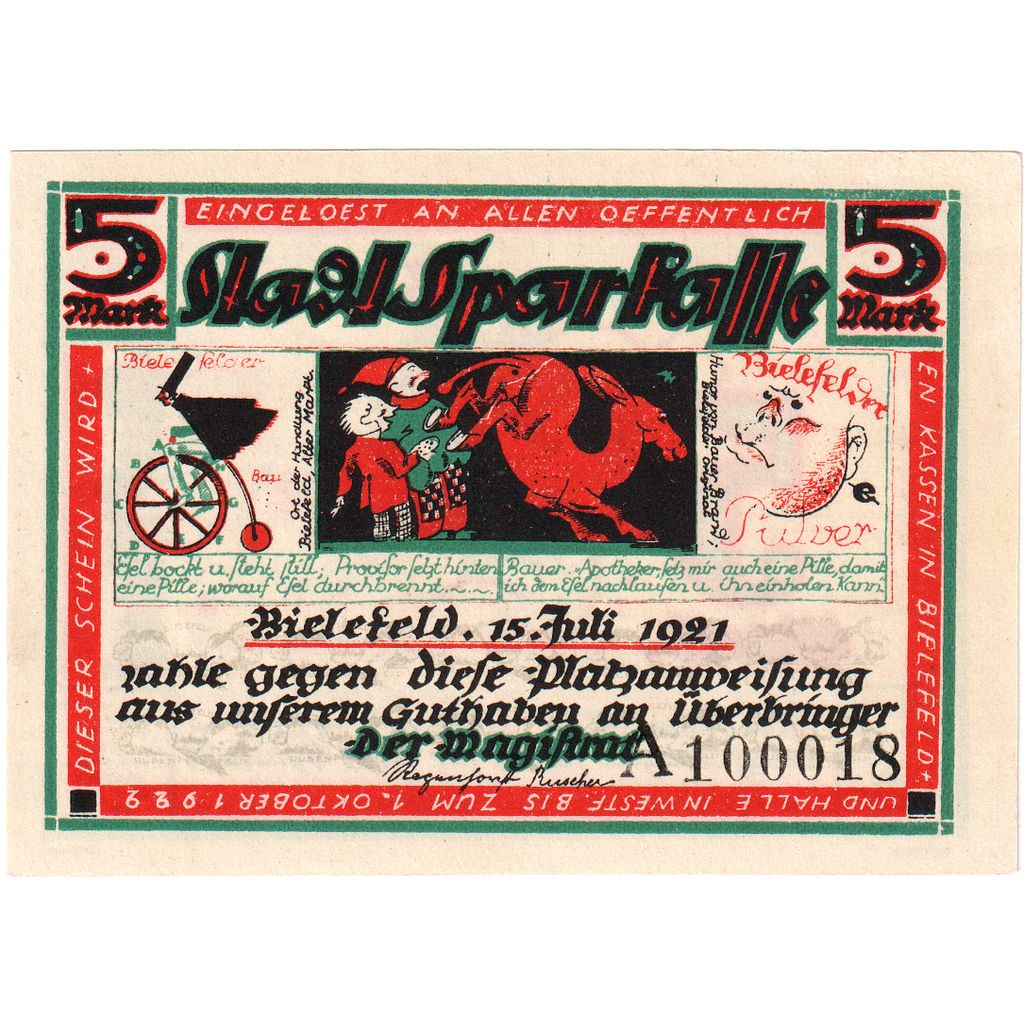 5 Mark
EINGELOEST AN ALLEN OEFFENTLICH
5 Mark
Stadt Sparkasse
Bielefelder
Bau
Ort der Handlung
Bielefeld, Alter Markt.
Humor von Bauer
Bielefelder Original
Bielefelder
Pulver
Esel bockt u. steht still; Provisor setzt hinten
eine Pille; worauf Esel durchbrennt
Bauer: „Apotheker setz mir auch eine Pille, damit
ich dem Esel nachlaufen u. ihn einholen kann
Bielefeld. 15. Juli 1921
zahle gegen diese Platzanweisung
aus unserem Guthaben an Überbringer
Der Magistrat
A100018
DIESER SCHEIN WIRD
EN KASSEN IN BIELEFELD
UND HALLE IN WESTF. BIS ZUM 1. OKTOBER 1922